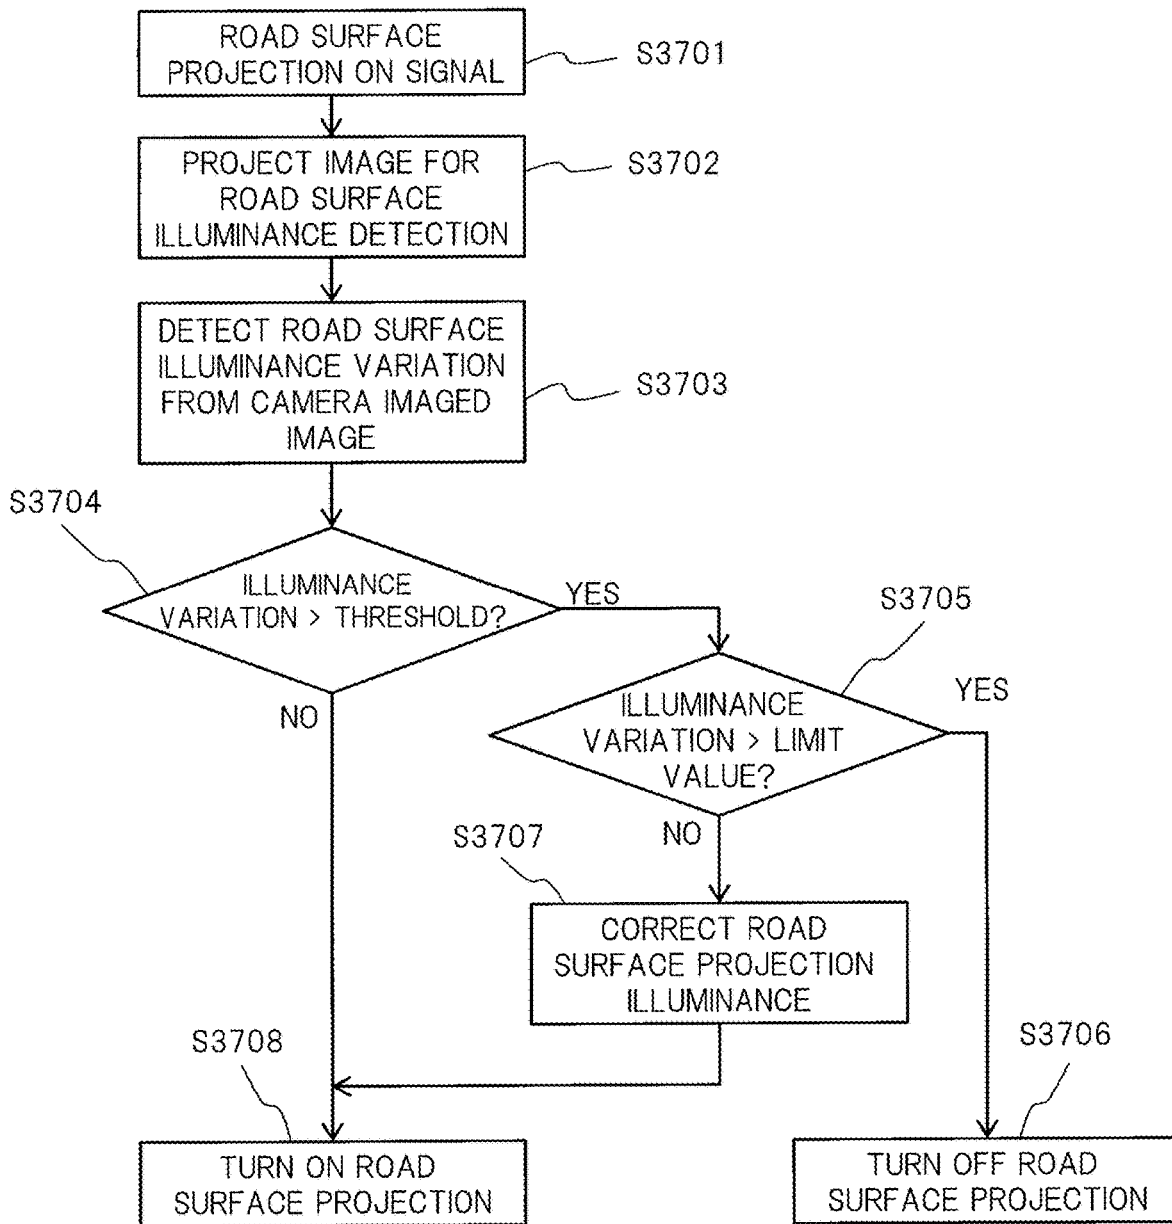 ROAD SURFACE
PROJECTION ON SIGNAL
S3701
PROJECT IMAGE FOR
ROAD SURFACE
ILLUMINANCE DETECTION
S3702
DETECT ROAD SURFACE
ILLUMINANCE VARIATION
FROM CAMERA IMAGED
IMAGE
S3703
S3704
ILLUMINANCE
VARIATION > THRESHOLD?
YES
NO
S3705
ILLUMINANCE
VARIATION > LIMIT
VALUE?
YES
NO
S3707
CORRECT ROAD
SURFACE PROJECTION
ILLUMINANCE
S3708
TURN ON ROAD
SURFACE PROJECTION
S3706
TURN OFF ROAD
SURFACE PROJECTION